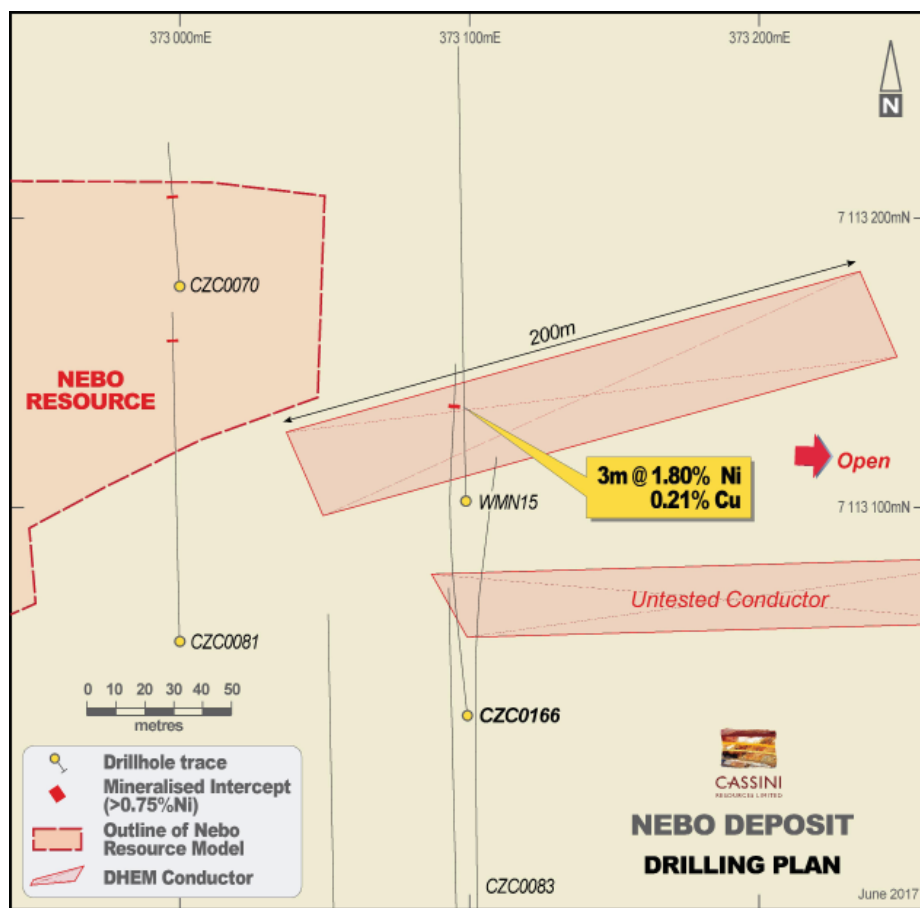 373 000mE
373 100mE
373 200mE
N
7 113 200mN
CZC0070
200m
NEBO
RESOURCE
3m @ 1.80% Ni
0.21% Cu
Open
WMN15
7 113 100mN
Untested Conductor
CZC0081
0 10 20 30 40 50
metres
CZC0166
Drillhole trace
Mineralised Intercept
(>0.75%Ni)
Outline of Nebo
Resource Model
DHEM Conductor
CASSINI
RESOURCES LIMITED
NEBO DEPOSIT
DRILLING PLAN
CZC0083
June 2017